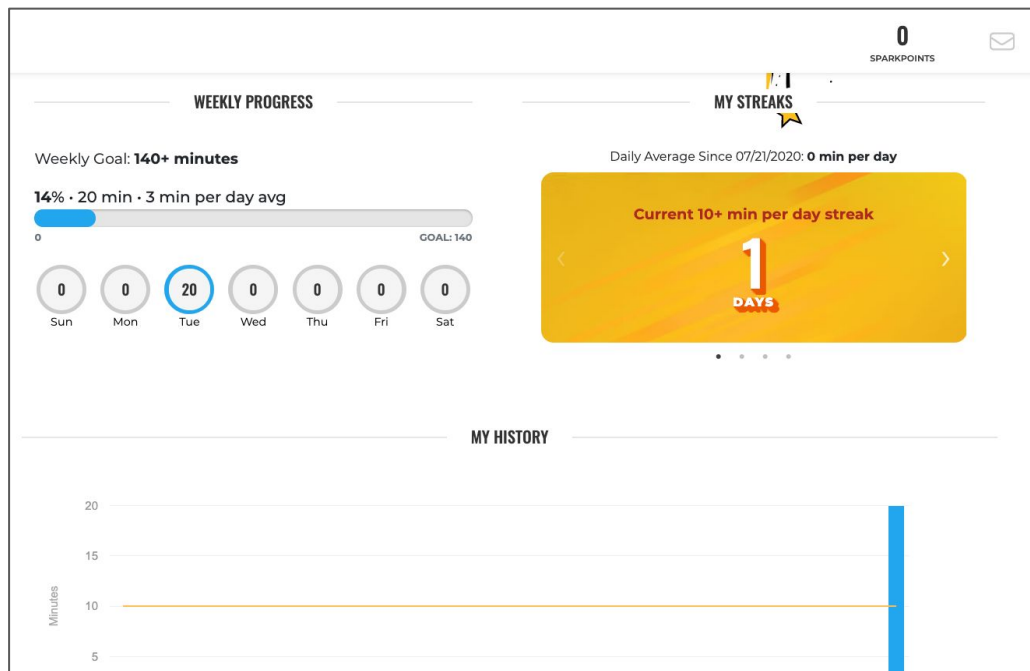 0
SPARKPOINTS
WEEKLY PROGRESS
Weekly Goal: 140+ minutes
14% • 20 min • 3 min per day avg
0 GOAL: 140
0 0 20 0 0 0 0
Sun Mon Tue Wed Thu Fri Sat
MY STREAKS
Daily Average Since 07/21/2020: 0 min per day
Current 10+ min per day streak
1
DAYS
MY HISTORY
20
15
10
5
Minutes